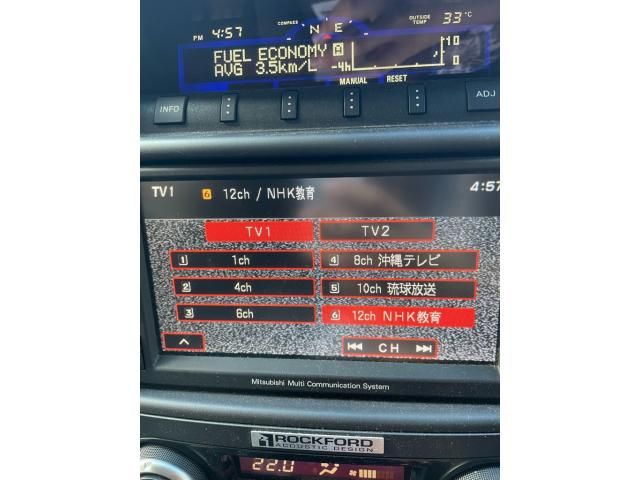 PM 4:57 COMPASS N E OUTSIDE TEMP 33°C
FUEL ECONOMY A 10
AVG 3.5km/L -4h 0
MANUAL RESET
INFO ADJ
TV1 6 12ch / NHK教育 4:57
TV1 TV2
1 1ch 4 8ch 沖縄テレビ
2 4ch 5 10ch 琉球放送
3 6ch 6 12ch NHK教育
CH
Mitsubishi Multi Communication System
ROCKFORD
ACOUSTIC DESIGN
22.0